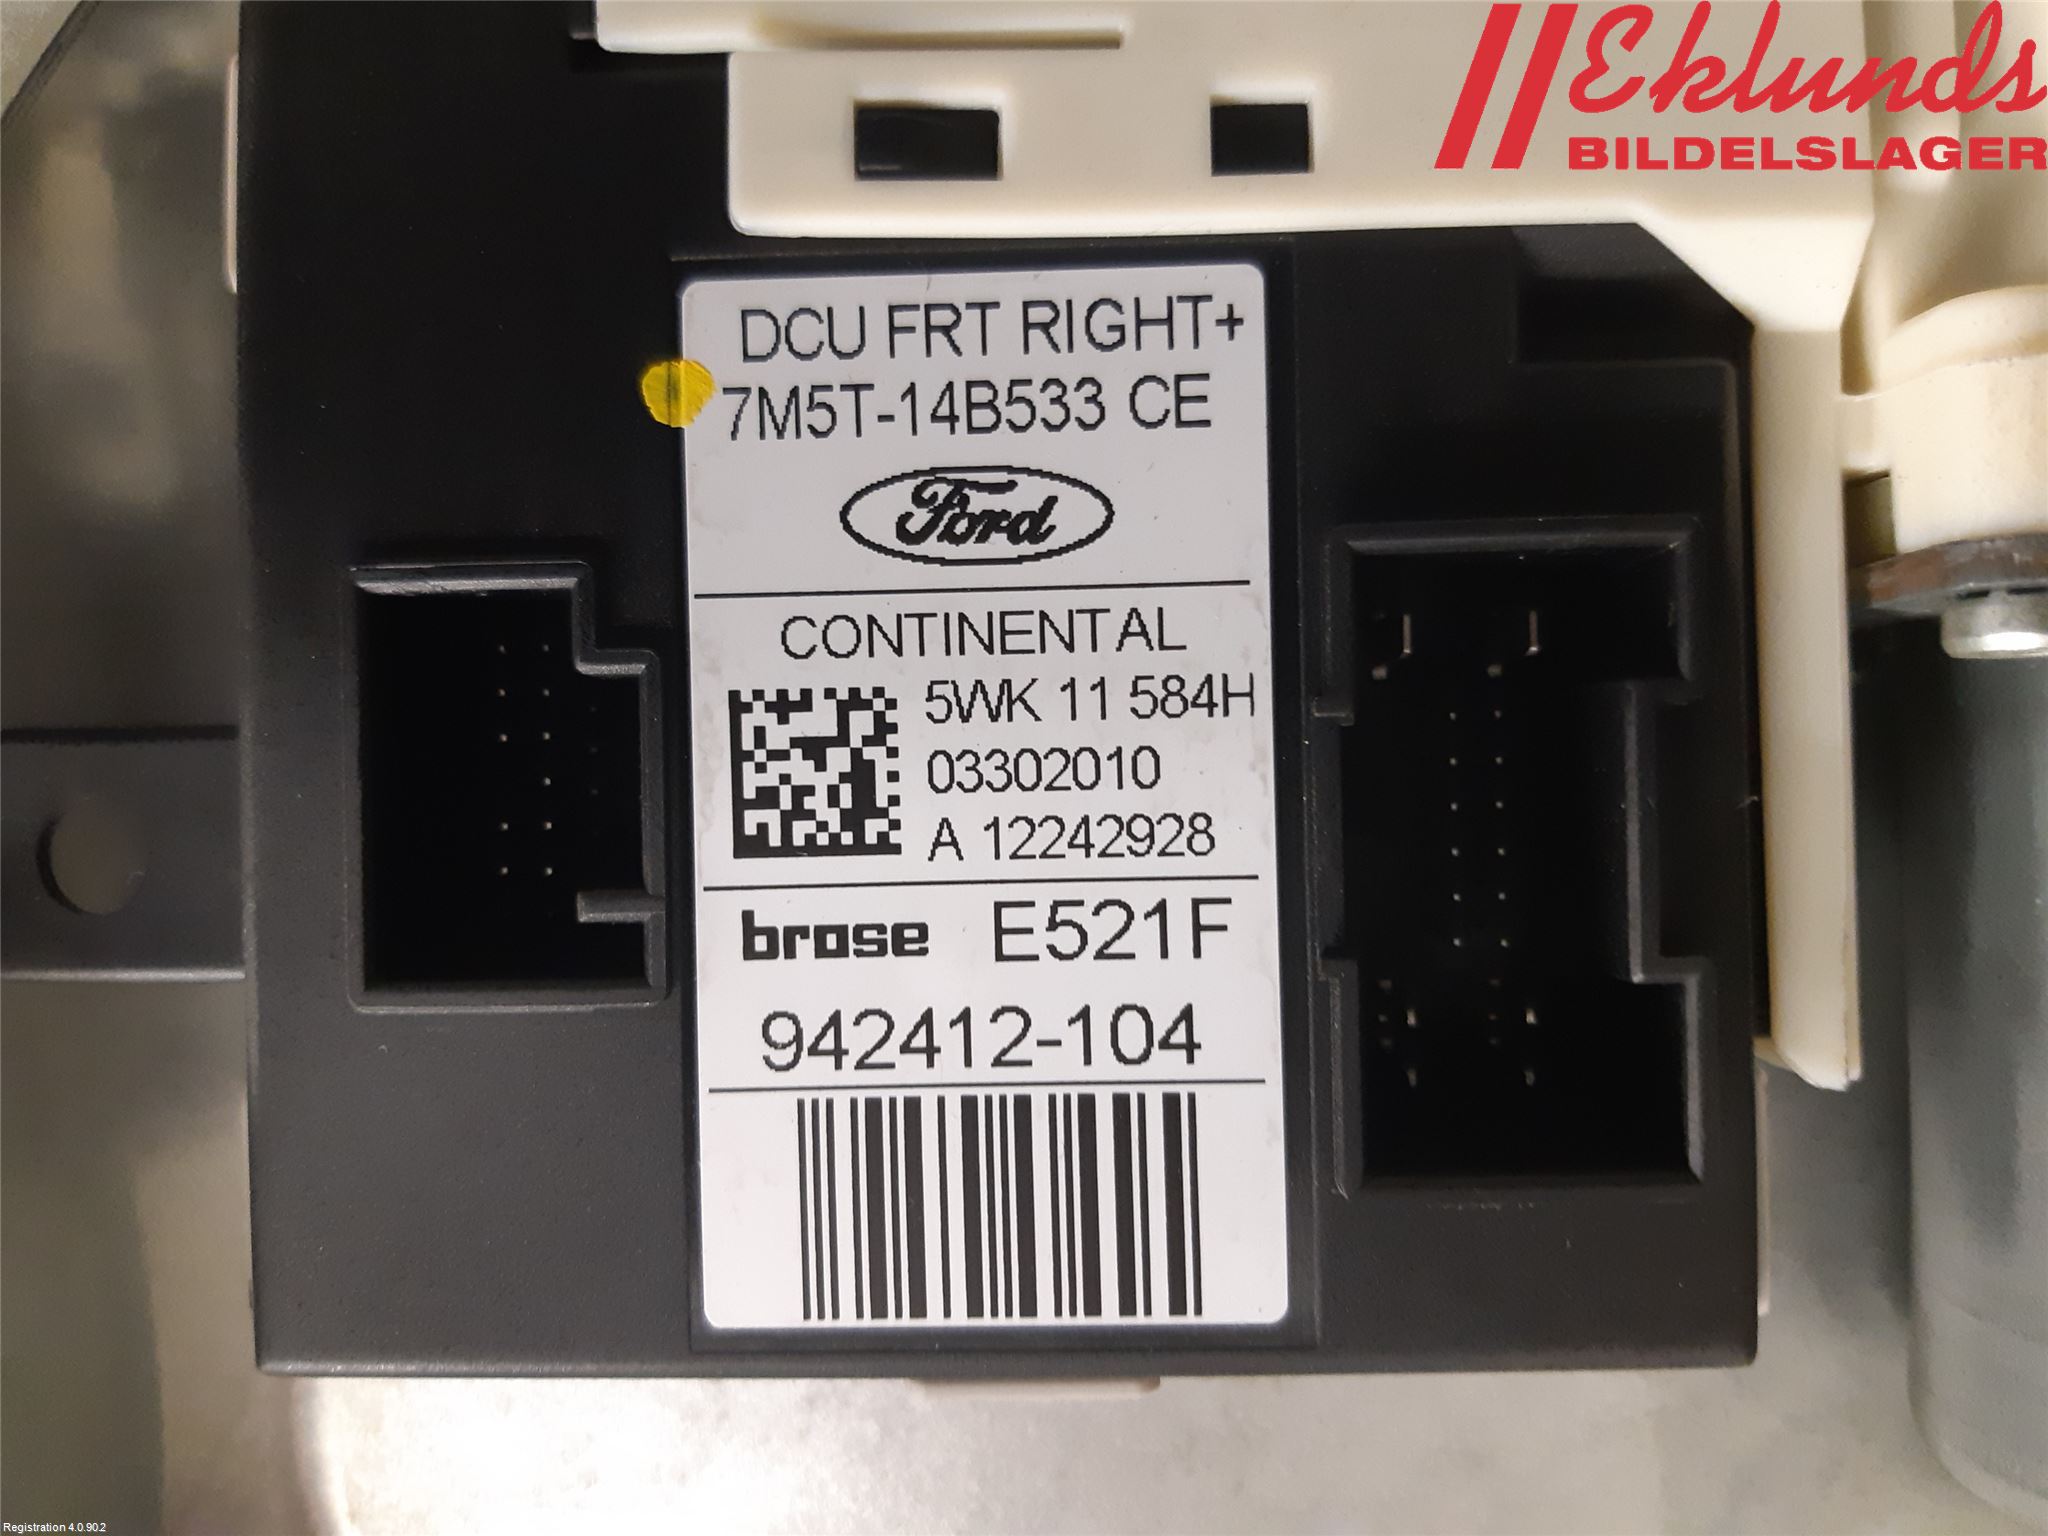 Eklunds
BILDELSLAGER
DCU FRT RIGHT+
7M5T-14B533 CE
Ford
CONTINENTAL
5WK 11 584H
03302010
A 12242928
brose E521F
942412-104
Registration 4.0.90.2